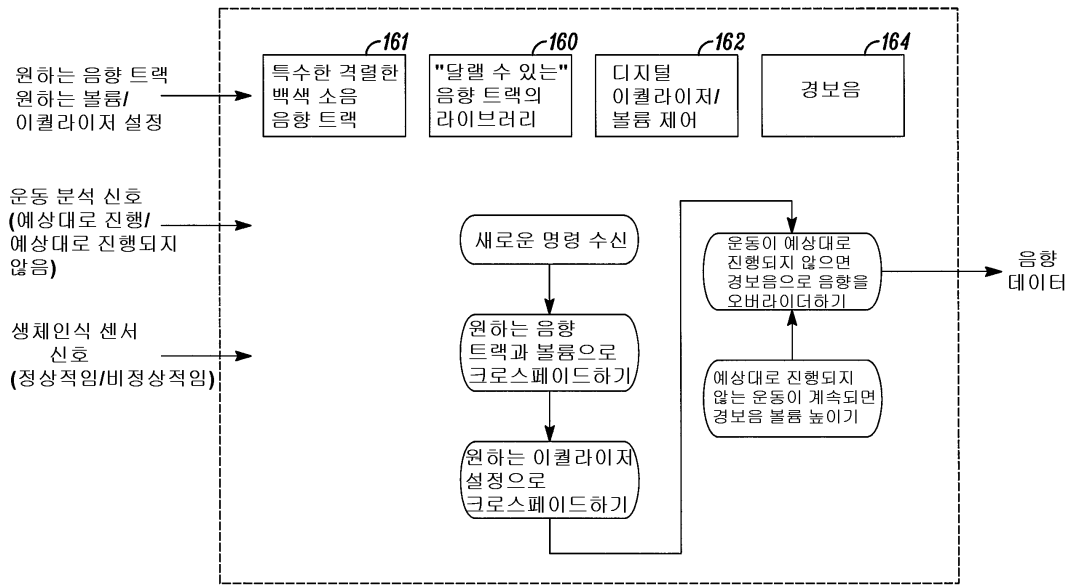 161
160
162
164
원하는 음향 트랙
원하는 볼륨/
이퀄라이저 설정
특수한 격렬한
백색 소음
음향 트랙
"달랠 수 있는"
음향 트랙의
라이브러리
디지털
이퀄라이저/
볼륨 제어
경보음
운동 분석 신호
(예상대로 진행/
예상대로 진행되지
않음)
새로운 명령 수신
운동이 예상대로
진행되지 않으면
경보음으로 음향을
오버라이더하기
음향
데이터
생체인식 센서
신호
(정상적임/비정상적임)
원하는 음향
트랙과 볼륨으로
크로스페이드하기
예상대로 진행되지
않는 운동이 계속되면
경보음 볼륨 높이기
원하는 이퀄라이저
설정으로
크로스페이드하기